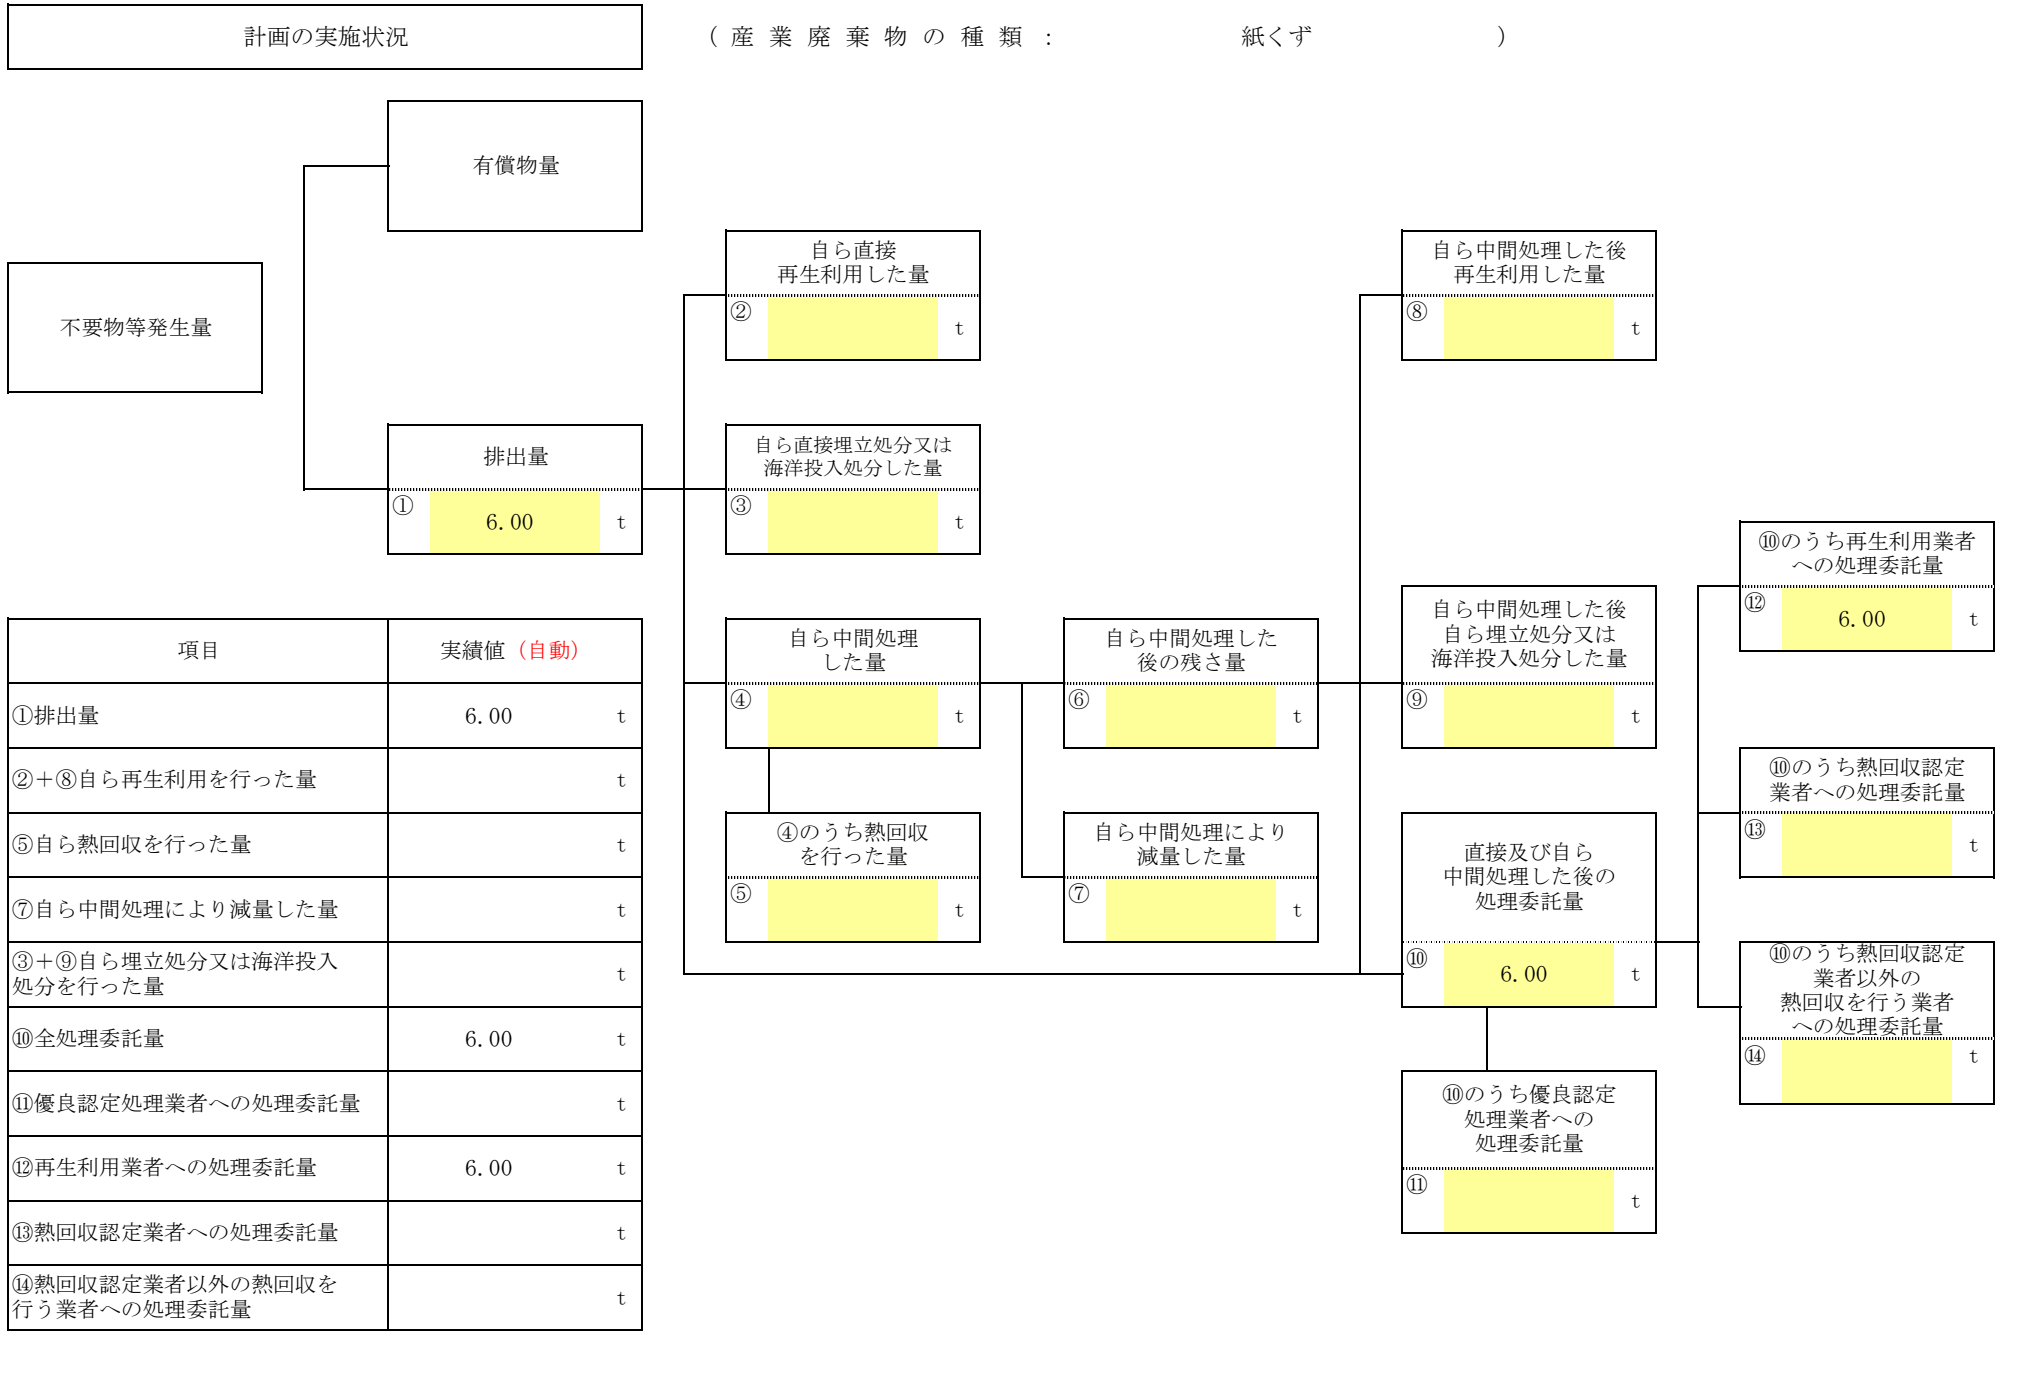 計画の実施状況
（産業廃棄物の種類： 紙くず ）
有償物量
不要物等発生量
自ら直接
再生利用した量
② t
自ら中間処理した後
再生利用した量
⑧ t
排出量
① 6.00 t
自ら直接埋立処分又は
海洋投入処分した量
③ t
⑩のうち再生利用業者
への処理委託量
⑫ 6.00 t
自ら中間処理
した量
④ t
自ら中間処理した
後の残さ量
⑥ t
自ら中間処理した後
自ら埋立処分又は
海洋投入処分した量
⑨ t
⑩のうち熱回収認定
業者への処理委託量
⑬ t
④のうち熱回収
を行った量
⑤ t
自ら中間処理により
減量した量
⑦ t
直接及び自ら
中間処理した後の
処理委託量
⑩ 6.00 t
⑩のうち熱回収認定
業者以外の
熱回収を行う業者
への処理委託量
⑭ t
⑩のうち優良認定
処理業者への
処理委託量
⑪ t
項目 実績値（自動）
①排出量 6.00 t
②＋⑧自ら再生利用を行った量 t
⑤自ら熱回収を行った量 t
⑦自ら中間処理により減量した量 t
③＋⑨自ら埋立処分又は海洋投入
処分を行った量 t
⑩全処理委託量 6.00 t
⑪優良認定処理業者への処理委託量 t
⑫再生利用業者への処理委託量 6.00 t
⑬熱回収認定業者への処理委託量 t
⑭熱回収認定業者以外の熱回収を
行う業者への処理委託量 t